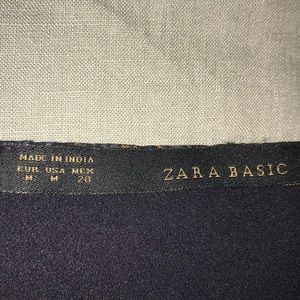 MADE IN INDIA
EUR USA MEX
M M 28
ZARA BASIC